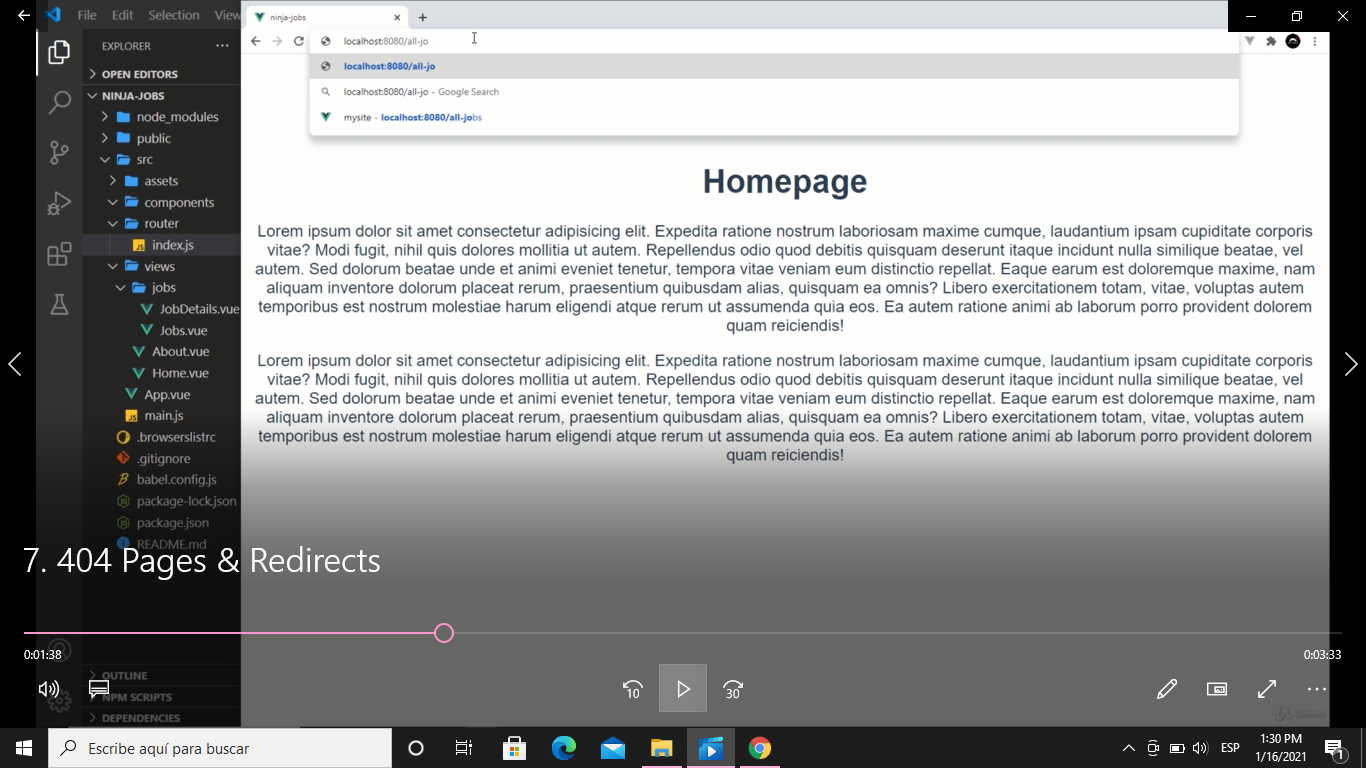 File Edit Selection View
ninja-jobs
localhost:8080/all-jo
localhost:8080/all-jo
localhost:8080/all-jo - Google Search
mysite - localhost:8080/all-jobs
EXPLORER
OPEN EDITORS
NINJA-JOBS
node_modules
public
src
assets
components
router
JS index.js
views
jobs
JobDetails.vue
Jobs.vue
About.vue
Home.vue
App.vue
JS main.js
.browserslistrc
.gitignore
babel.config.js
package-lock.json
package.json
README.md
OUTLINE
NPM SCRIPTS
DEPENDENCIES
Homepage
Lorem ipsum dolor sit amet consectetur adipisicing elit. Expedita ratione nostrum laboriosam maxime cumque, laudantium ipsam cupiditate corporis
vitae? Modi fugit, nihil quis dolores mollitia ut autem. Repellendus odio quod debitis quisquam deserunt itaque incidunt nulla similique beatae, vel
autem. Sed dolorum beatae unde et animi eveniet tenetur, tempora vitae veniam eum distinctio repellat. Eaque earum est doloremque maxime, nam
aliquam inventore dolorum placeat rerum, praesentium quibusdam alias, quisquam ea omnis? Libero exercitationem totam, vitae, voluptas autem
temporibus est nostrum molestiae harum eligendi atque rerum ut assumenda quia eos. Ea autem ratione animi ab laborum porro provident dolorem
quam reiciendis!
Lorem ipsum dolor sit amet consectetur adipisicing elit. Expedita ratione nostrum laboriosam maxime cumque, laudantium ipsam cupiditate corporis
vitae? Modi fugit, nihil quis dolores mollitia ut autem. Repellendus odio quod debitis quisquam deserunt itaque incidunt nulla similique beatae, vel
autem. Sed dolorum beatae unde et animi eveniet tenetur, tempora vitae veniam eum distinctio repellat. Eaque earum est doloremque maxime, nam
aliquam inventore dolorum placeat rerum, praesentium quibusdam alias, quisquam ea omnis? Libero exercitationem totam, vitae, voluptas autem
temporibus est nostrum molestiae harum eligendi atque rerum ut assumenda quia eos. Ea autem ratione animi ab laborum porro provident dolorem
quam reiciendis!
7. 404 Pages & Redirects
0:01:38
0:03:33
10
30
Udemy
Escribe aquí para buscar
ESP
1:30 PM
1/16/2021
1